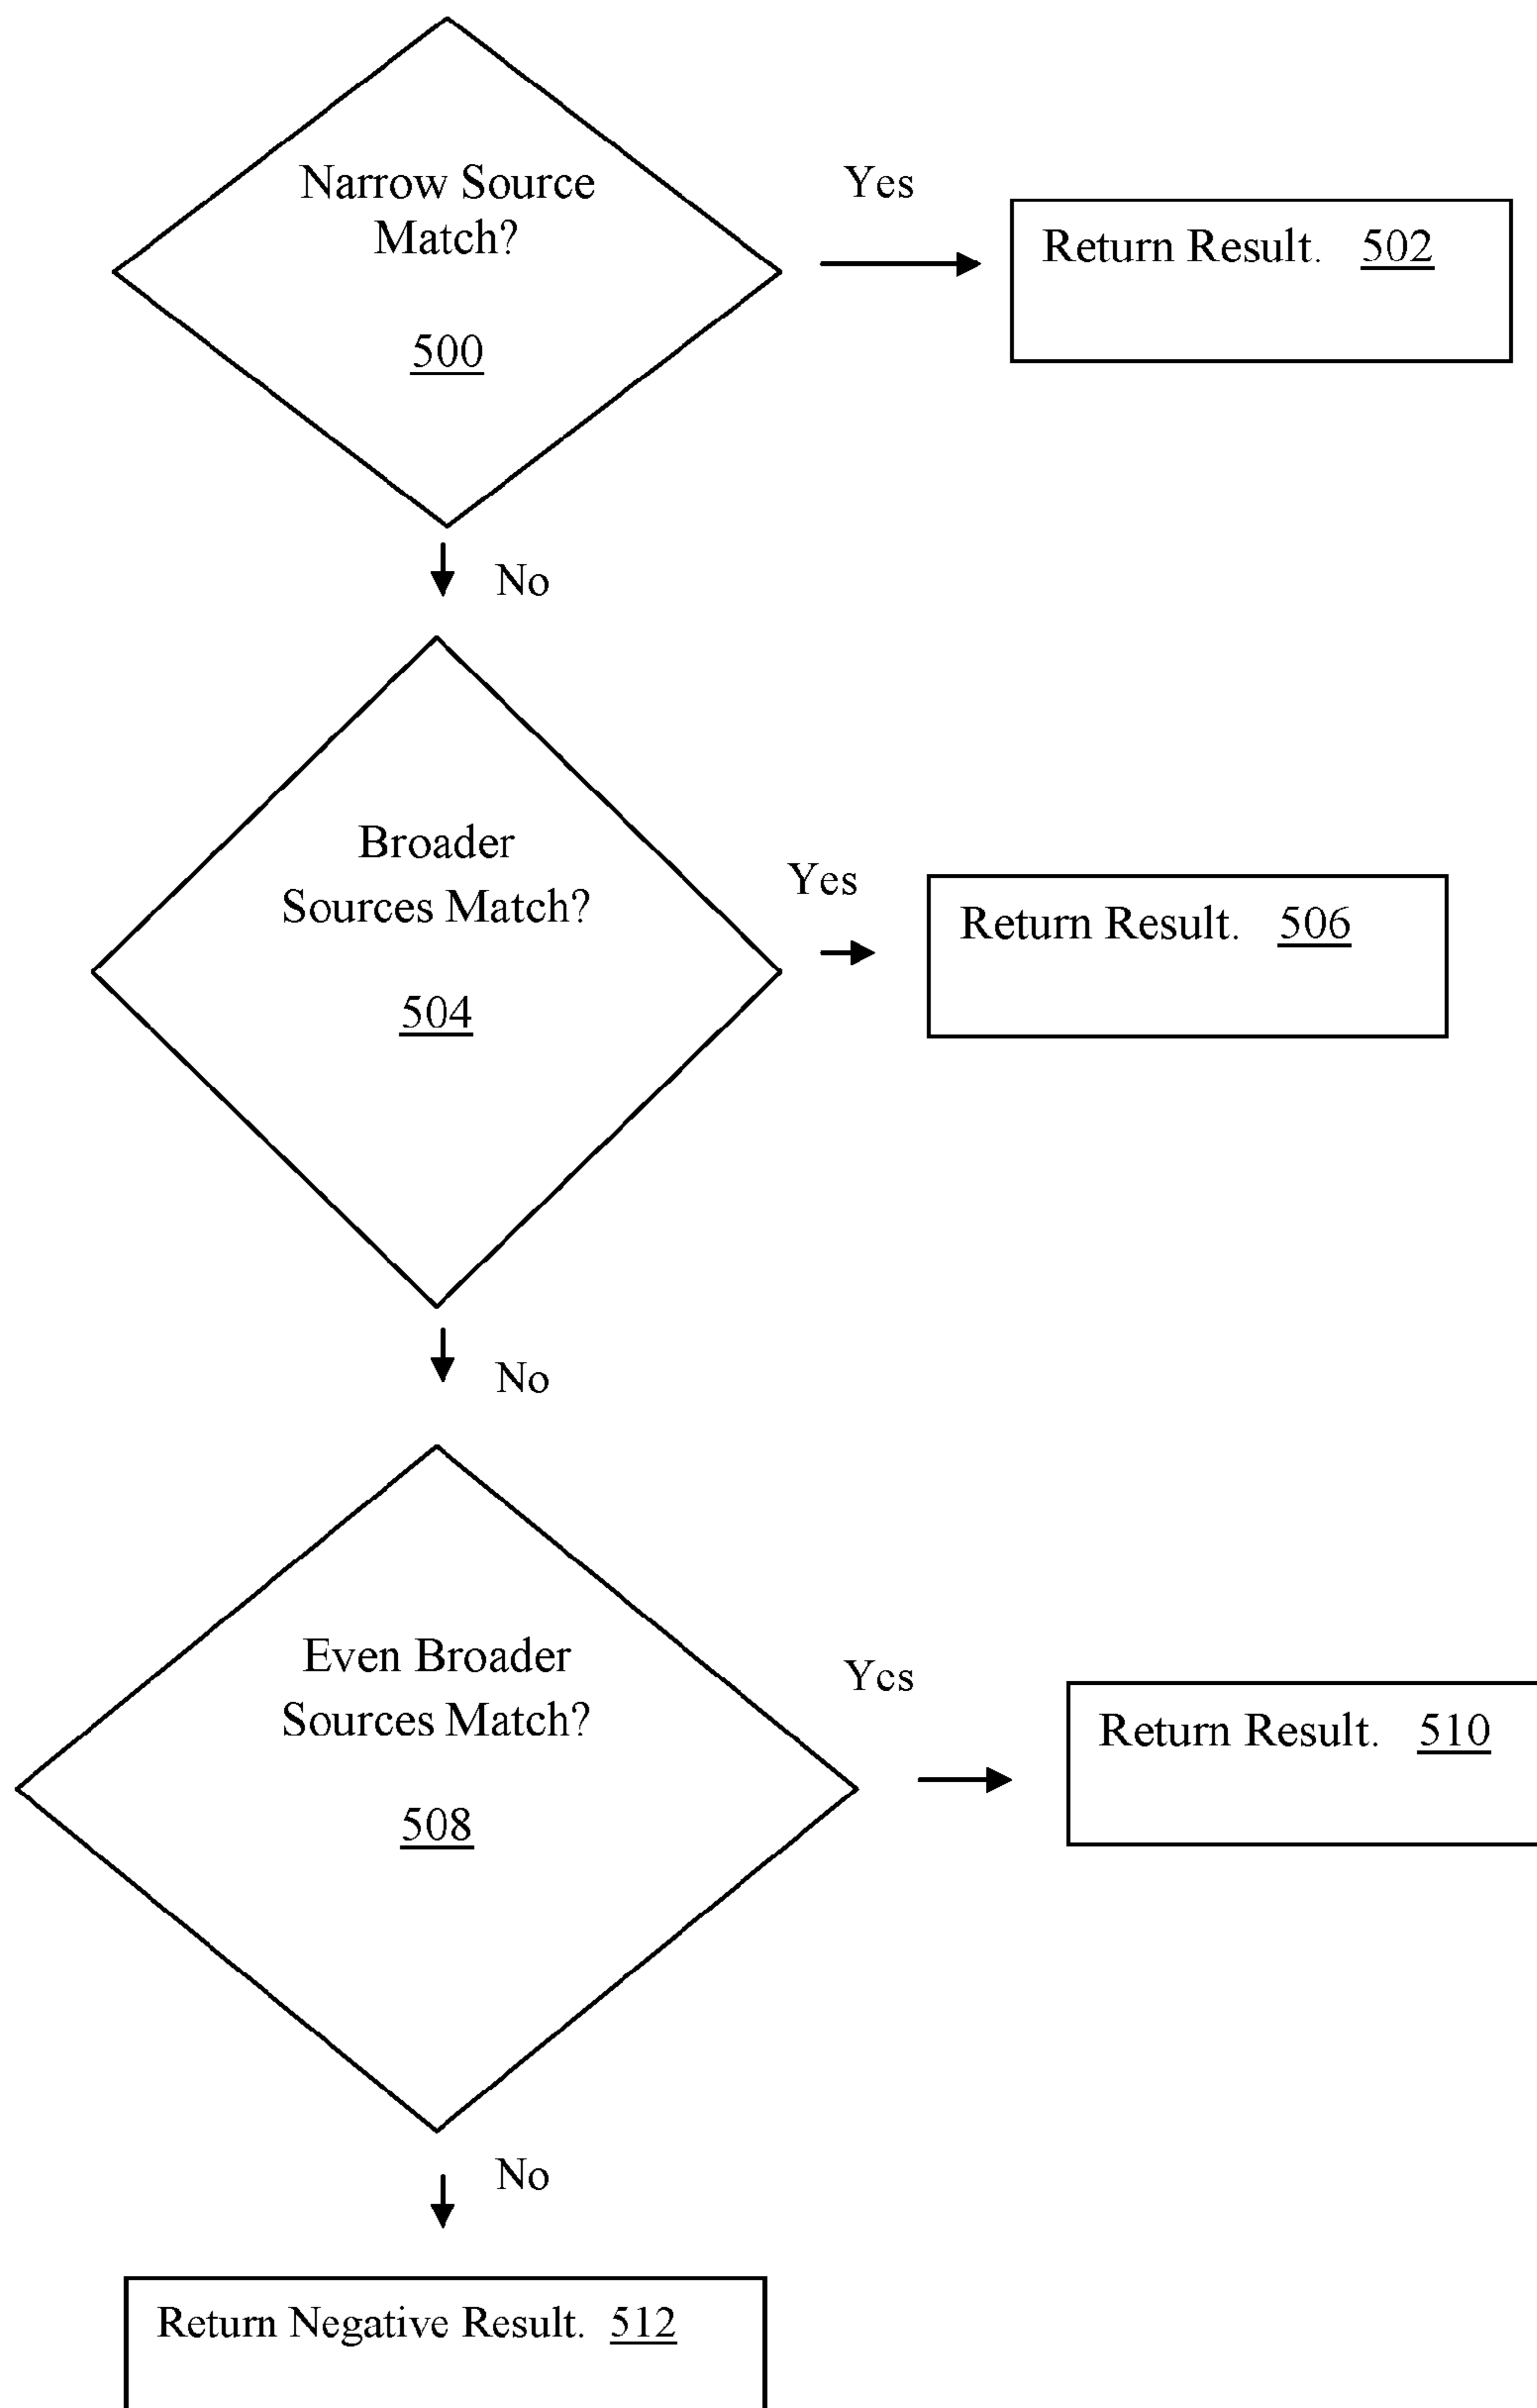 Narrow Source
Match?
500
Yes
Return Result. 502
No
Broader
Sources Match?
504
Yes
Return Result. 506
No
Even Broader
Sources Match?
508
Yes
Return Result. 510
No
Return Negative Result. 512